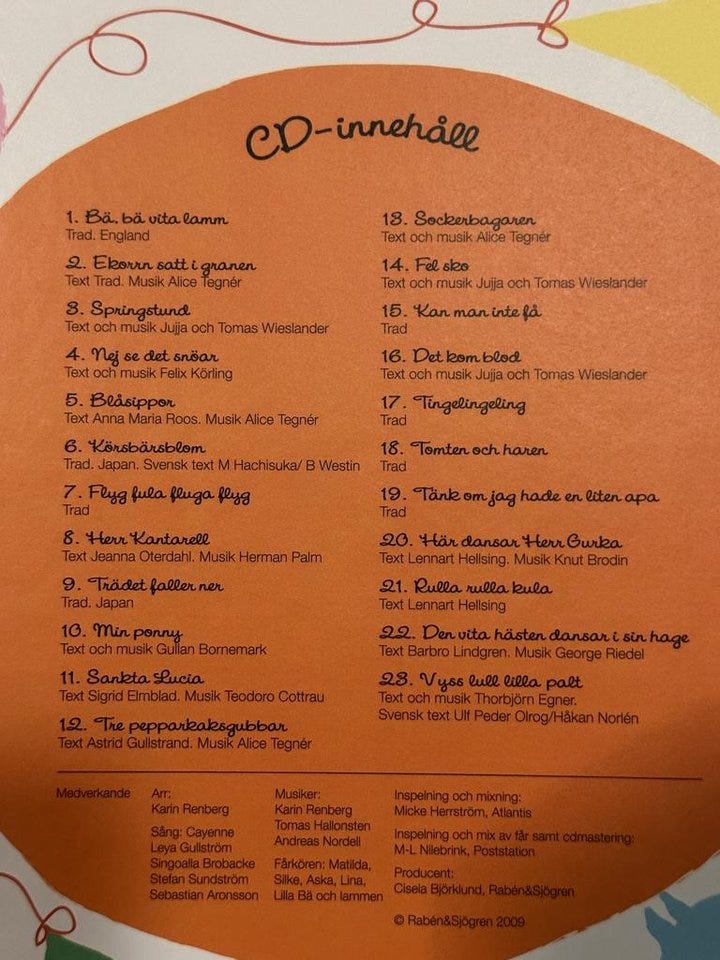 CD-innehåll
1. Bä, bä vita lamm
Trad. England
2. Ekorrn satt i granen
Text Trad. Musik Alice Tegnér
3. Springstund
Text och musik Jujja och Tomas Wieslander
4. Nej se det snöar
Text och musik Felix Körling
5. Blåsippor
Text Anna Maria Roos. Musik Alice Tegnér
6. Körsbärsblom
Trad. Japan. Svensk text M Hachisuka/ B Westin
7. Flyg fula fluga flyg
Trad
8. Herr Kantarell
Text Jeanna Oterdahl. Musik Herman Palm
9. Trädet faller ner
Trad. Japan
10. Min ponny
Text och musik Gullan Bornemark
11. Sankta Lucia
Text Sigrid Elmblad. Musik Teodoro Cottrau
12. Tre pepparkaksgubbar
Text Astrid Gullstrand. Musik Alice Tegnér
13. Sockerbagaren
Text och musik Alice Tegnér
14. Fel sko
Text och musik Jujja och Tomas Wieslander
15. Kan man inte få
Trad
16. Det kom blod
Text och musik Jujja och Tomas Wieslander
17. Tingelingeling
Trad
18. Tomten och haren
Trad
19. Tänk om jag hade en liten apa
Trad
20. Här dansar Herr Gurka
Text Lennart Hellsing. Musik Knut Brodin
21. Rulla rulla kula
Text Lennart Hellsing
22. Den vita hästen dansar i sin hage
Text Barbro Lindgren. Musik George Riedel
23. Vyss lull lilla palt
Text och musik Thorbjörn Egner.
Svensk text Ulf Peder Olrog/Håkan Norlén
Medverkande
Arr:
Karin Renberg
Sång: Cayenne
Leya Gullström
Singoalla Brobacke
Stefan Sundström
Sebastian Aronsson
Musiker:
Karin Renberg
Tomas Hallonsten
Andreas Nordell
Fårkören: Matilda,
Silke, Aska, Lina,
Lilla Bä och lammen
Inspelning och mixning:
Micke Herrström, Atlantis
Inspelning och mix av får samt cdmastering:
M-L Nilebrink, Poststation
Producent:
Cisela Björklund, Rabén&Sjögren
© Rabén&Sjögren 2009